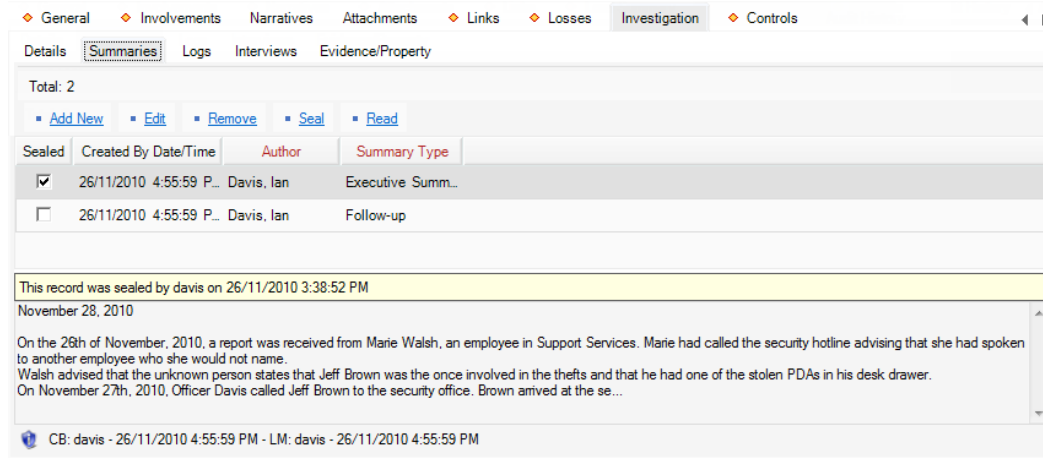 General Involvements Narratives Attachments Links Losses Investigation Controls
Details Summaries Logs Interviews Evidence/Property
Total: 2
Add New Edit Remove Seal Read
Sealed Created By Date/Time Author Summary Type
26/11/2010 4:55:59 P... Davis, Ian Executive Summ...
26/11/2010 4:55:59 P... Davis, Ian Follow-up
This record was sealed by davis on 26/11/2010 3:38:52 PM
November 28, 2010
On the 26th of November, 2010, a report was received from Marie Walsh, an employee in Support Services. Marie had called the security hotline advising that she had spoken
to another employee who she would not name.
Walsh advised that the unknown person states that Jeff Brown was the once involved in the thefts and that he had one of the stolen PDAs in his desk drawer.
On November 27th, 2010, Officer Davis called Jeff Brown to the security office. Brown arrived at the se...
CB: davis - 26/11/2010 4:55:59 PM - LM: davis - 26/11/2010 4:55:59 PM